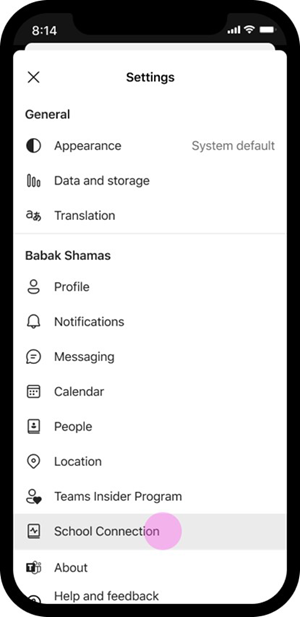 8:14
Settings
General
Appearance System default
Data and storage
Translation
Babak Shamas
Profile
Notifications
Messaging
Calendar
People
Location
Teams Insider Program
School Connection
About
Help and feedback